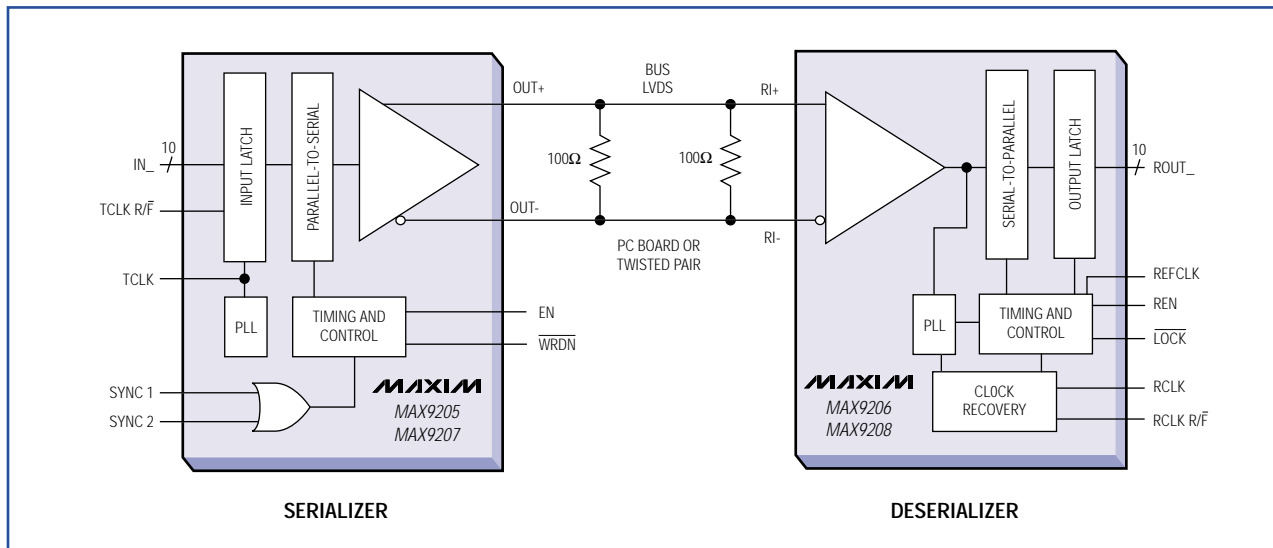 BUS
LVDS
OUT+
RI+
INPUT LATCH
PARALLEL-TO-SERIAL
SERIAL-TO-PARALLEL
OUTPUT LATCH
10
IN_
100Ω
100Ω
10
ROUT_
TCLK R/F̅
OUT-
RI-
PC BOARD OR
TWISTED PAIR
TCLK
REFCLK
EN
REN
PLL
TIMING AND
CONTROL
PLL
TIMING AND
CONTROL
W̅R̅D̅N̅
L̅O̅C̅K̅
SYNC 1
SYNC 2
MAXIM
MAX9205
MAX9207
MAXIM
MAX9206
MAX9208
CLOCK
RECOVERY
RCLK
RCLK R/F̅
SERIALIZER
DESERIALIZER